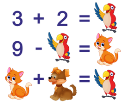 3 + 2 =
9 - =
+ =